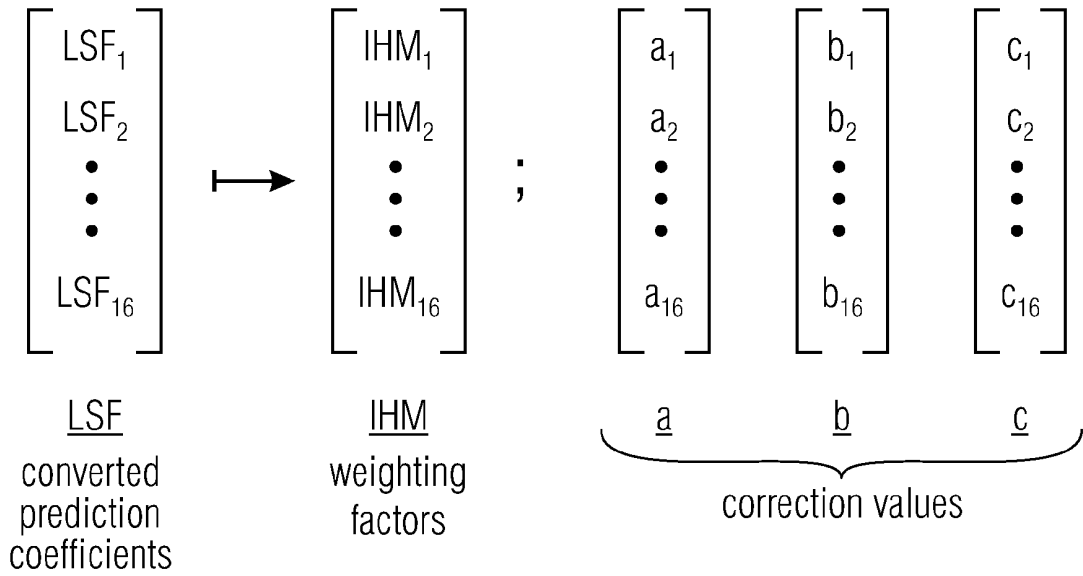 LSF₁ IHM₁ a₁ b₁ c₁
LSF₂ IHM₂ a₂ b₂ c₂
;
LSF₁₆ IHM₁₆ a₁₆ b₁₆ c₁₆
LSF IHM a b c
converted weighting correction values
prediction factors
coefficients